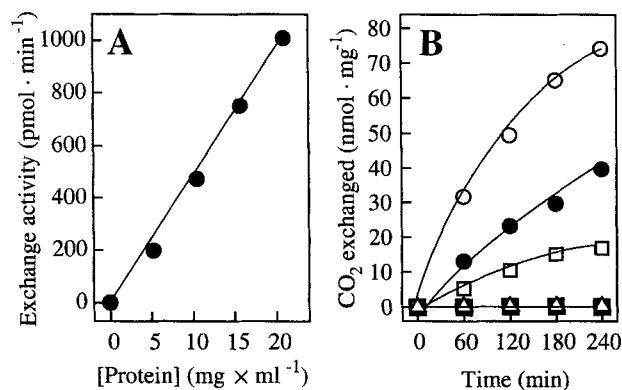 A
Exchange activity (pmol · min⁻¹)
1000
800
600
400
200
0
0 5 10 15 20
[Protein] (mg × ml⁻¹)
B
CO₂ exchanged (nmol · mg⁻¹)
80
70
60
50
40
30
20
10
0
0 60 120 180 240
Time (min)